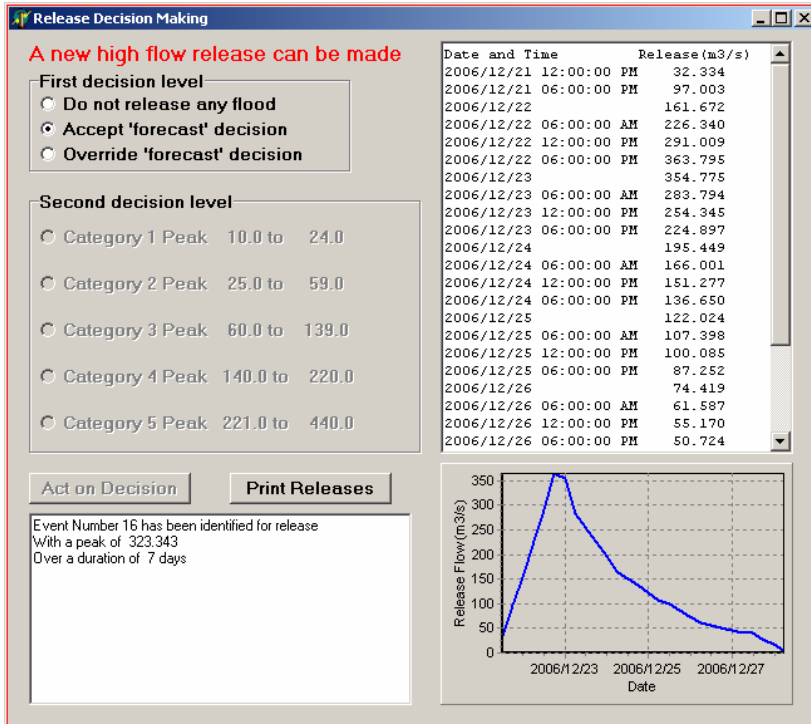 Release Decision Making
A new high flow release can be made
First decision level
Do not release any flood
Accept 'forecast' decision
Override 'forecast' decision
Second decision level
Category 1 Peak 10.0 to 24.0
Category 2 Peak 25.0 to 59.0
Category 3 Peak 60.0 to 139.0
Category 4 Peak 140.0 to 220.0
Category 5 Peak 221.0 to 440.0
Act on Decision
Print Releases
Event Number 16 has been identified for release
With a peak of 323.343
Over a duration of 7 days
Date and Time Release(m3/s)
2006/12/21 12:00:00 PM 32.334
2006/12/21 06:00:00 PM 97.003
2006/12/22 161.672
2006/12/22 06:00:00 AM 226.340
2006/12/22 12:00:00 PM 291.009
2006/12/22 06:00:00 PM 363.795
2006/12/23 354.775
2006/12/23 06:00:00 AM 283.794
2006/12/23 12:00:00 PM 254.345
2006/12/23 06:00:00 PM 224.897
2006/12/24 195.449
2006/12/24 06:00:00 AM 166.001
2006/12/24 12:00:00 PM 151.277
2006/12/24 06:00:00 PM 136.650
2006/12/25 122.024
2006/12/25 06:00:00 AM 107.398
2006/12/25 12:00:00 PM 100.085
2006/12/25 06:00:00 PM 87.252
2006/12/26 74.419
2006/12/26 06:00:00 AM 61.587
2006/12/26 12:00:00 PM 55.170
2006/12/26 06:00:00 PM 50.724
Release Flow(m3/s)
350
300
250
200
150
100
50
0
2006/12/23 2006/12/25 2006/12/27
Date